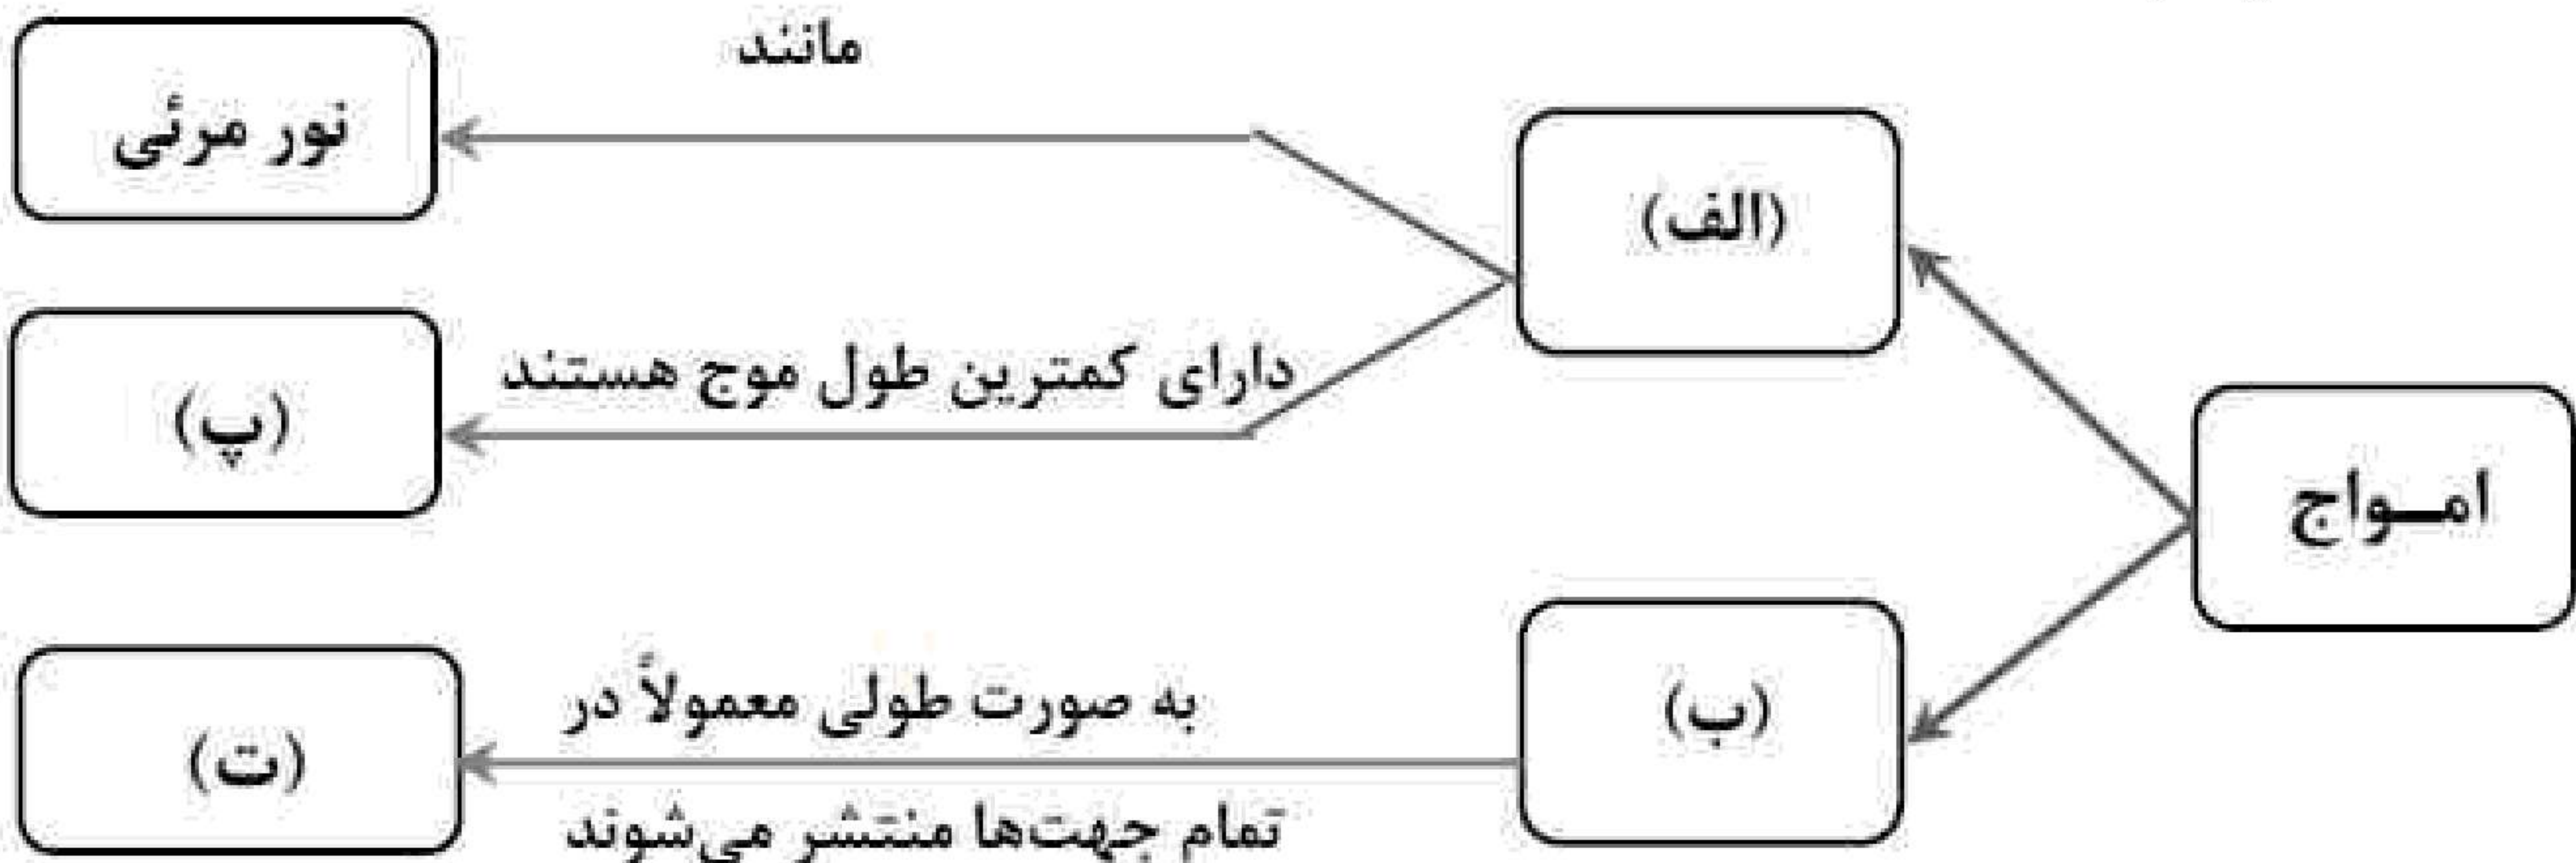 امـواج
(الف)
مانند
نور مرئی
دارای کمترین طول موج هستند
(پ)
(ب)
به صورت طولی معمولاً در
تمام جهت‌ها منتشر می‌شوند
(ت)